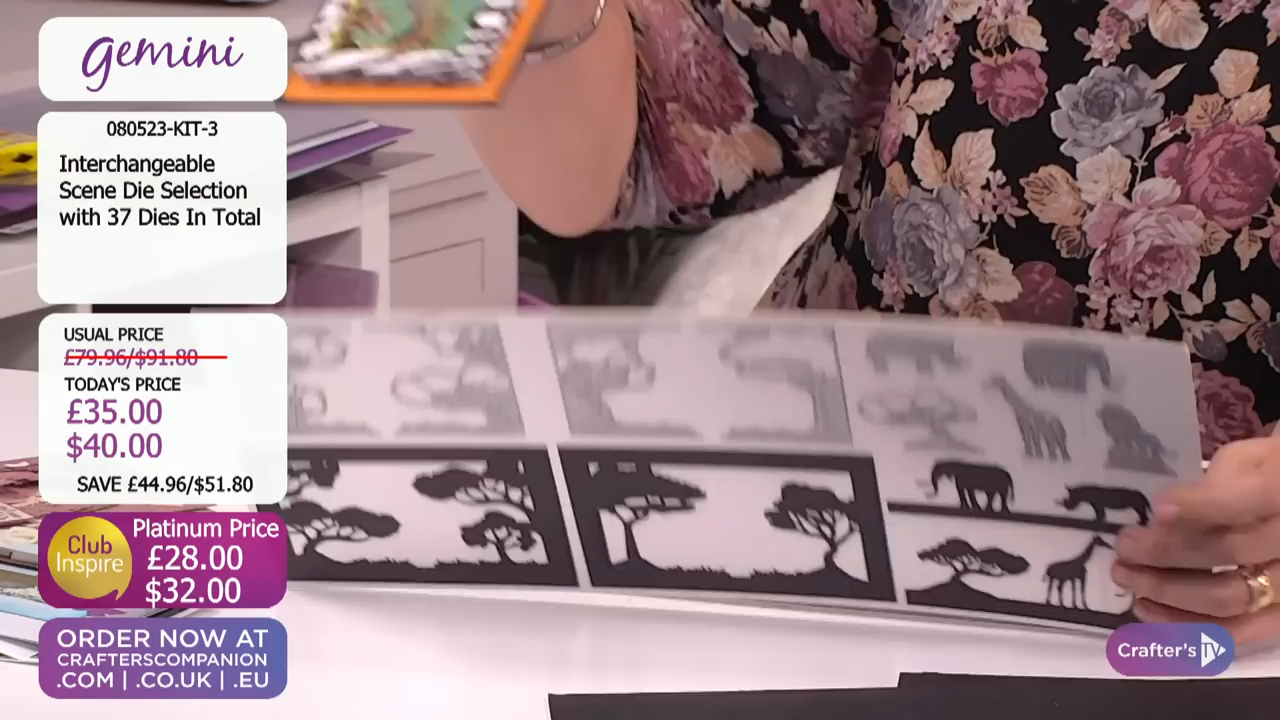 gemini
080523-KIT-3
Interchangeable
Scene Die Selection
with 37 Dies In Total
USUAL PRICE
£79.96/$91.80
TODAY'S PRICE
£35.00
$40.00
SAVE £44.96/$51.80
Club
Inspire
Platinum Price
£28.00
$32.00
ORDER NOW AT
CRAFTERSCOMPANION
.COM | .CO.UK | .EU
Crafter's TV